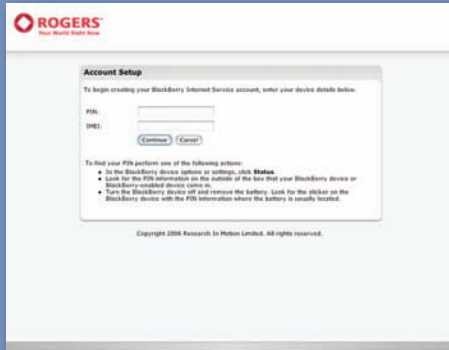 ROGERS
Your World Right Now
Account Setup
To begin creating your BlackBerry Internet Service account, enter your device details below.
PIN:
IMEI:
Continue Cancel
To find your PIN perform one of the following actions:
• In the BlackBerry device options or settings, click Status.
• Look for the PIN information on the outside of the box that your BlackBerry device or
BlackBerry-enabled device came in.
• Turn the BlackBerry device off and remove the battery. Look for the sticker on the
BlackBerry device with the PIN information where the battery is usually located.
Copyright 2006 Research In Motion Limited. All rights reserved.